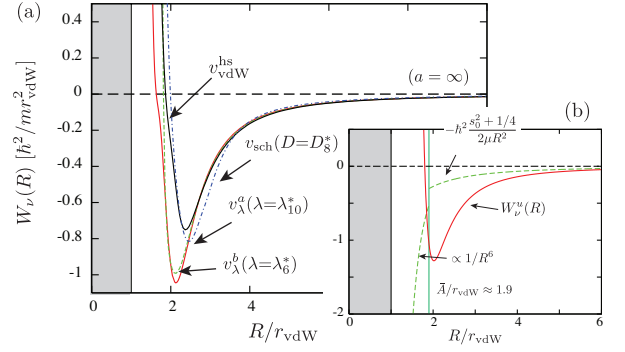 (a)
0.4
0.2
0
-0.2
-0.4
-0.6
-0.8
-1
W_ν(R) [ℏ²/mr²_vdW]
v^hs_vdW
(a = ∞)
v_sch(D=D*_8)
v^a_λ(λ=λ*_10)
v^b_λ(λ=λ*_6)
0 2 4 6 8
R/r_vdW
(b)
-ℏ² s_0²+1/4
2μR²
0
-1
-2
W^u_ν(R)
∝1/R⁶
Ā/r_vdW ≈ 1.9
0 2 4 6
R/r_vdW